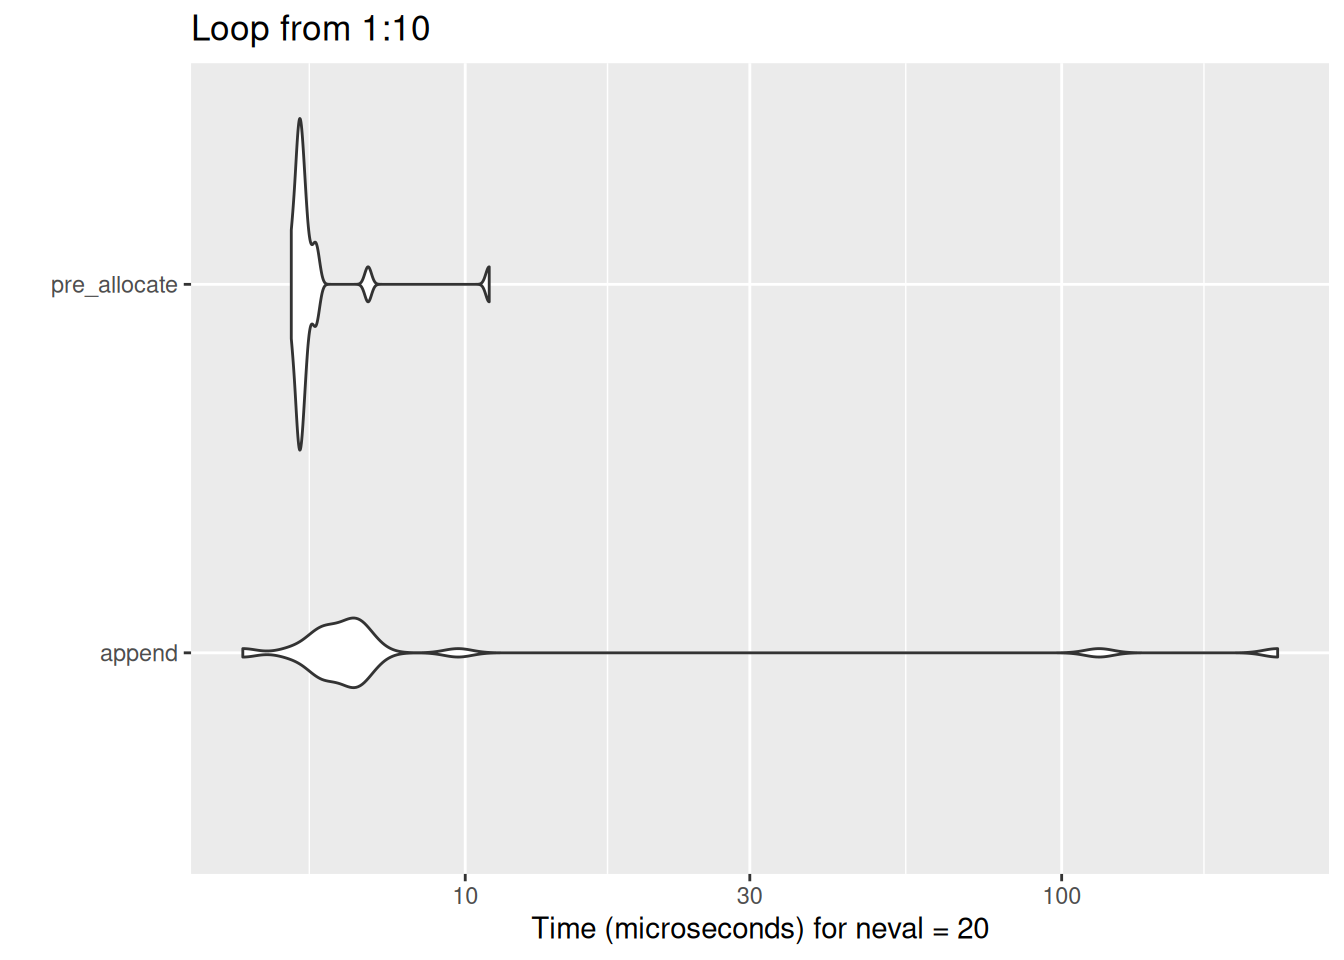 Loop from 1:10
pre_allocate
append
10
30
100
Time (microseconds) for neval = 20